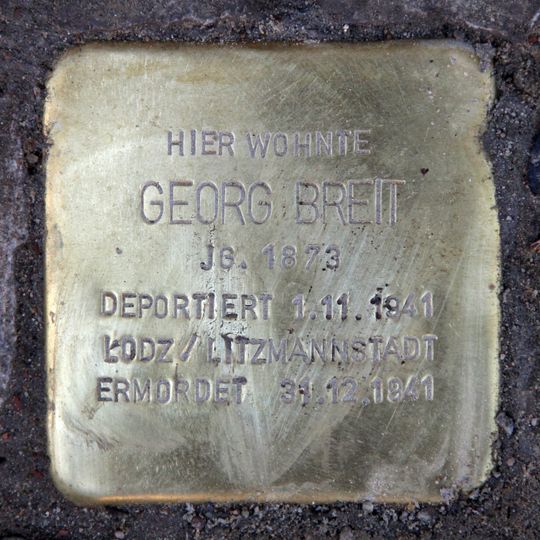 HIER WOHNTE
GEORG BREIT
JG. 1873
DEPORTIERT 1.11.1941
LODZ / LITZMANNSTADT
ERMORDET 31.12.1941